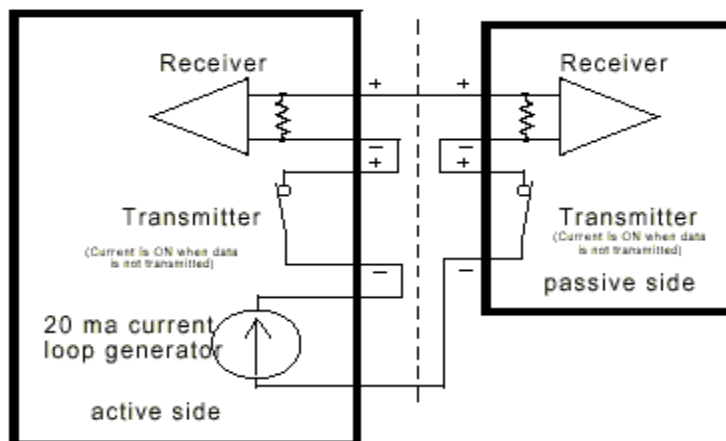 Receiver
Receiver
+
+
−
+
−
+
Transmitter
(Current is ON when data
is not transmitted)
Transmitter
(Current is ON when data
is not transmitted)
−
−
passive side
20 ma current
loop generator
active side